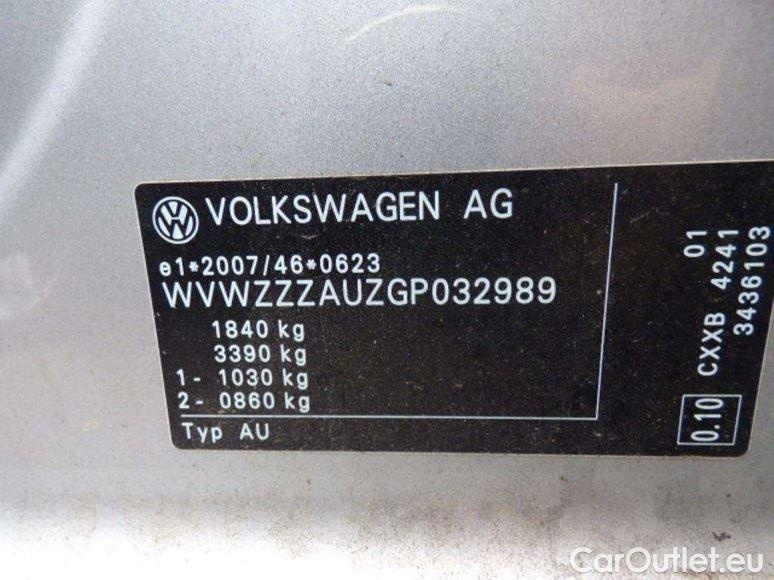 VOLKSWAGEN AG
e1*2007/46*0623
WVWZZZAUZGP032989
1840 kg
3390 kg
1 - 1030 kg
2 - 0860 kg
Typ AU
01
CXXB 4241
3436103
0.10
CarOutlet.eu